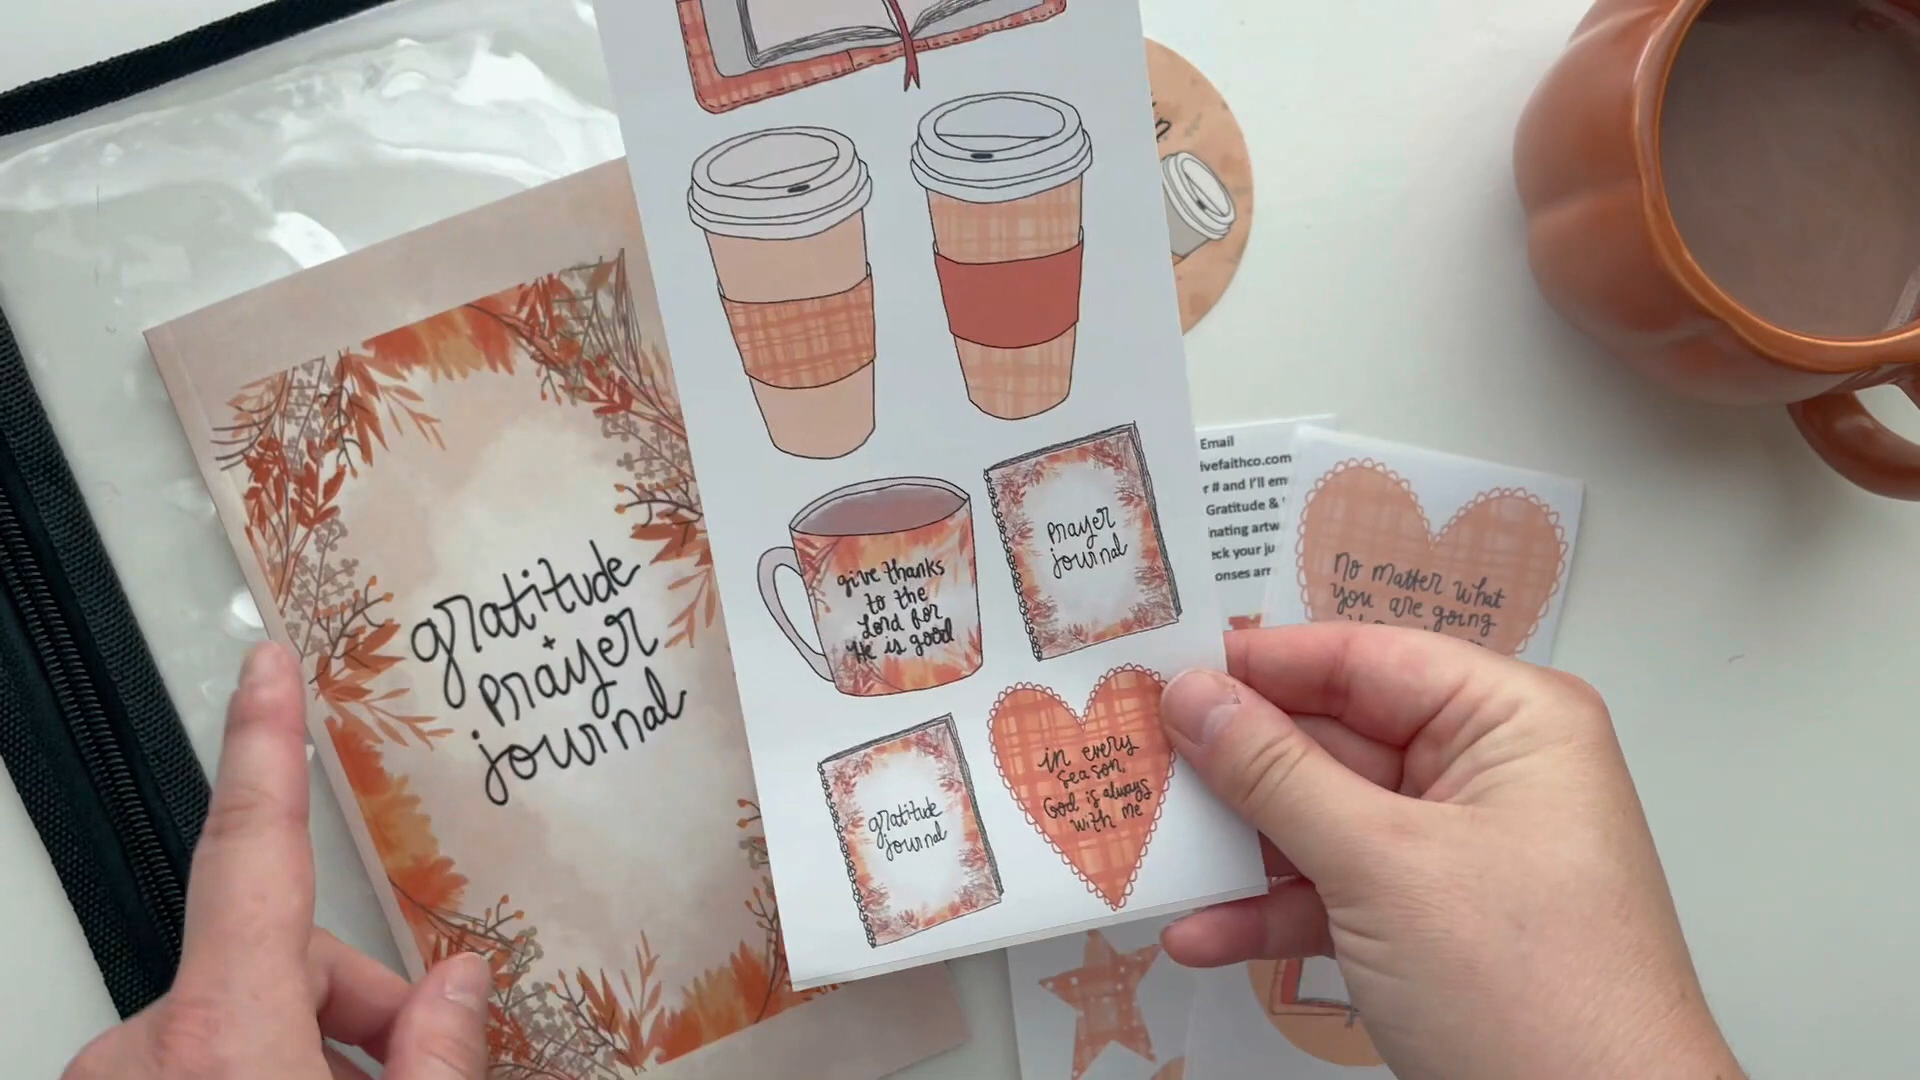 gratitude
+
prayer
journal
give thanks
to the
Lord for
He is good
prayer
journal
gratitude
journal
in every
season,
God is always
with me
Email
ivefaithco.com
r # and I'll em
Gratitude &
nating artw
eck your ju
onses arr
No matter what
you are going